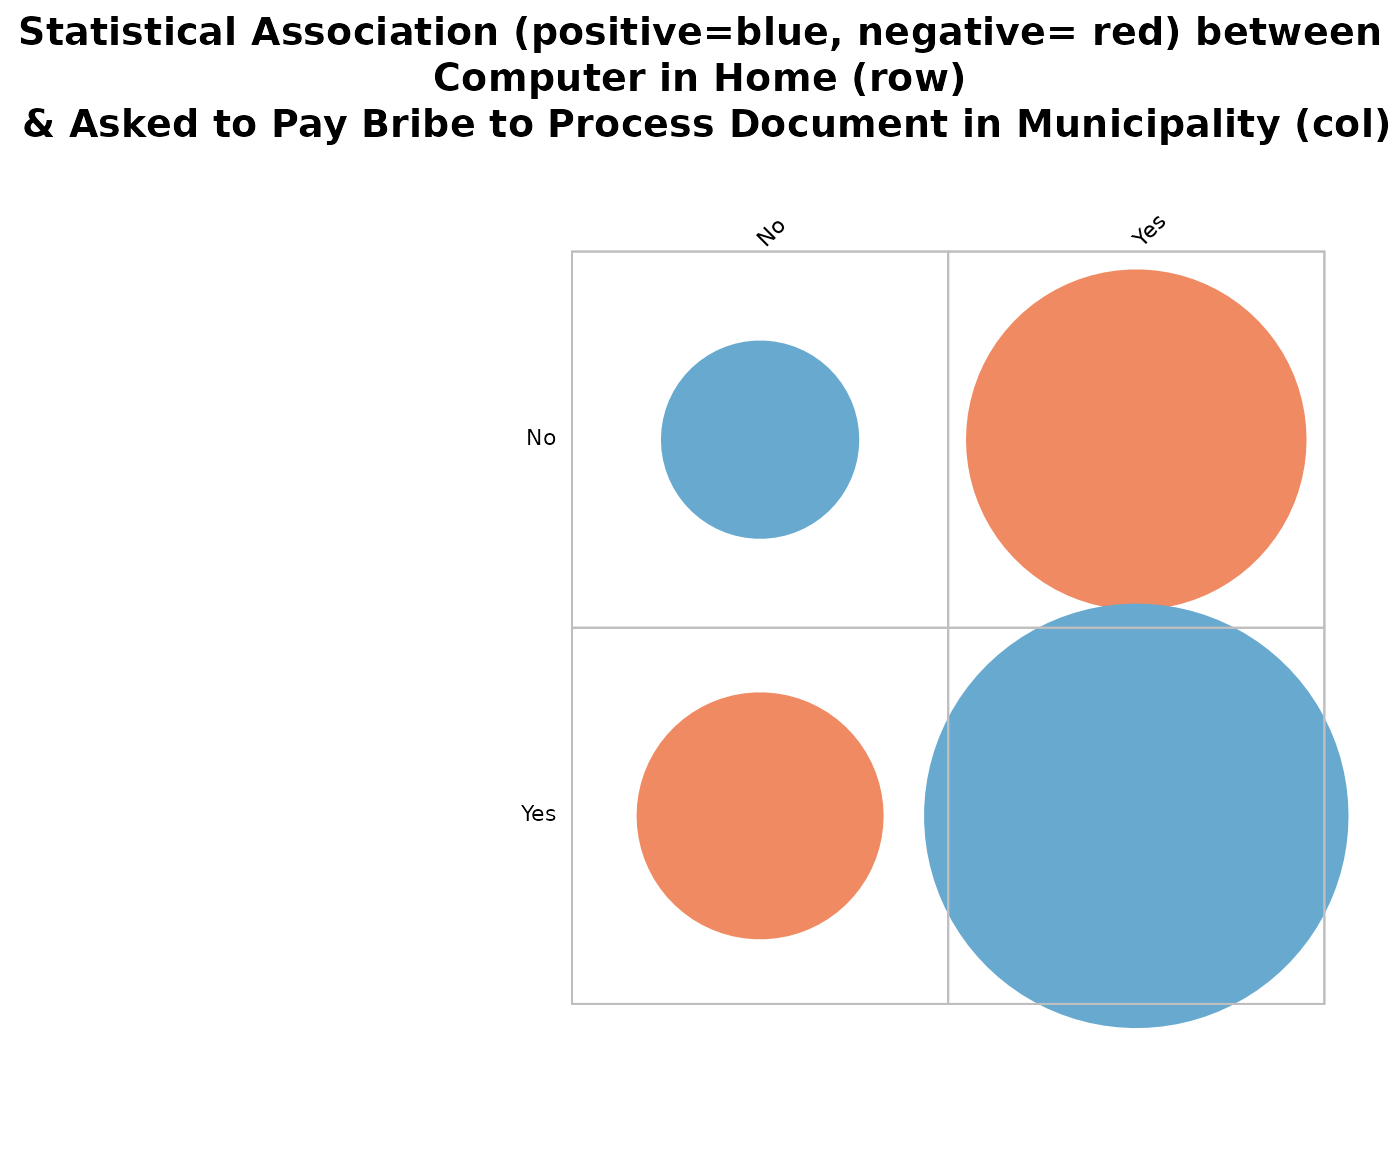 Statistical Association (positive=blue, negative= red) between
Computer in Home (row)
& Asked to Pay Bribe to Process Document in Municipality (col)
No
Yes
No
Yes